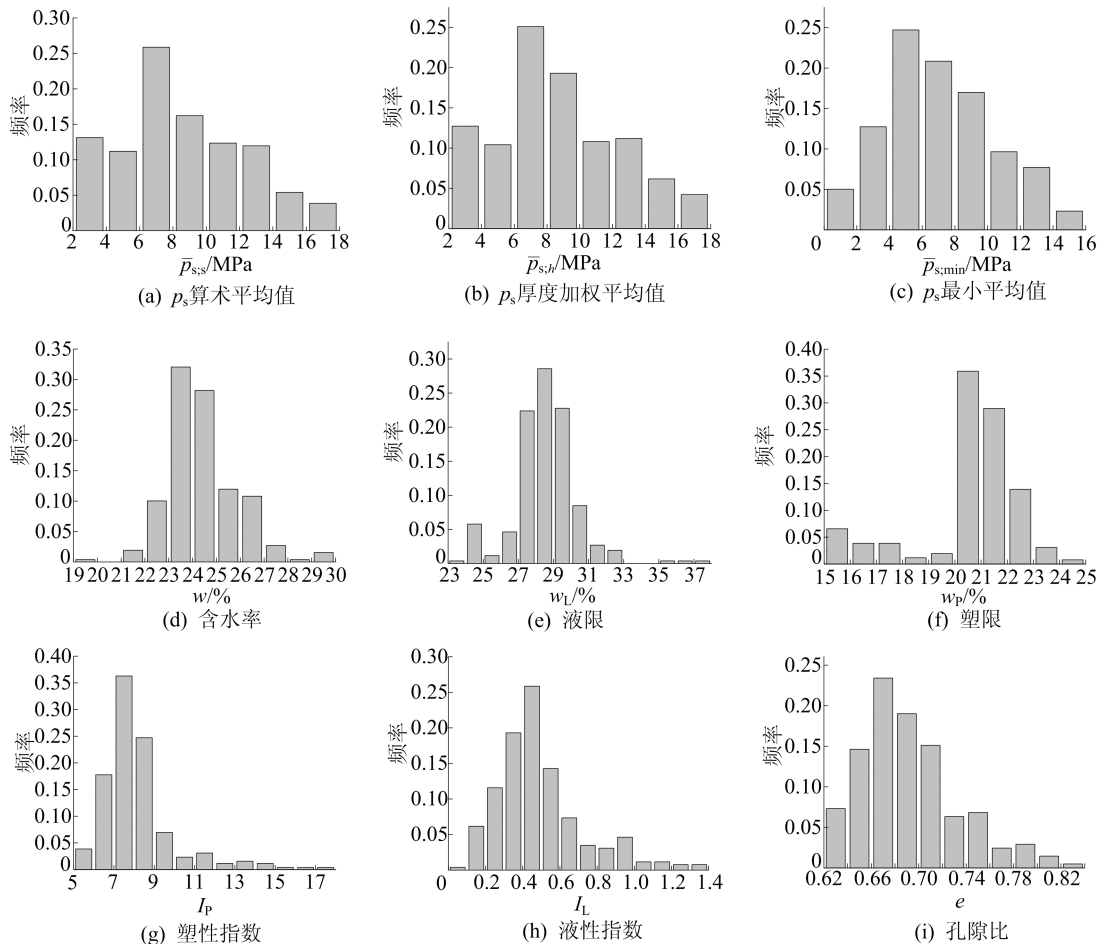 0.30
0.25
0.20
0.15
0.10
0.05
0
频率
2 4 6 8 10 12 14 16 18
p̅s;s/MPa
(a) ps算术平均值
0.25
0.20
0.15
0.10
0.05
0
频率
2 4 6 8 10 12 14 16 18
p̅s;h/MPa
(b) ps厚度加权平均值
0.25
0.20
0.15
0.10
0.05
频率
0 2 4 6 8 10 12 14 16
p̅s;min/MPa
(c) ps最小平均值
0.35
0.30
0.25
0.20
0.15
0.10
0.05
0
频率
19 20 21 22 23 24 25 26 27 28 29 30
w/%
(d) 含水率
0.30
0.25
0.20
0.15
0.10
0.05
频率
23 25 27 29 31 33 35 37
wL/%
(e) 液限
0.40
0.35
0.30
0.25
0.20
0.15
0.10
0.05
0
频率
15 16 17 18 19 20 21 22 23 24 25
wP/%
(f) 塑限
0.40
0.35
0.30
0.25
0.20
0.15
0.10
0.05
0
频率
5 7 9 11 13 15 17
IP
(g) 塑性指数
0.30
0.25
0.20
0.15
0.10
0.05
频率
0 0.2 0.4 0.6 0.8 1.0 1.2 1.4
IL
(h) 液性指数
0.25
0.20
0.15
0.10
0.05
0
频率
0.62 0.66 0.70 0.74 0.78 0.82
e
(i) 孔隙比